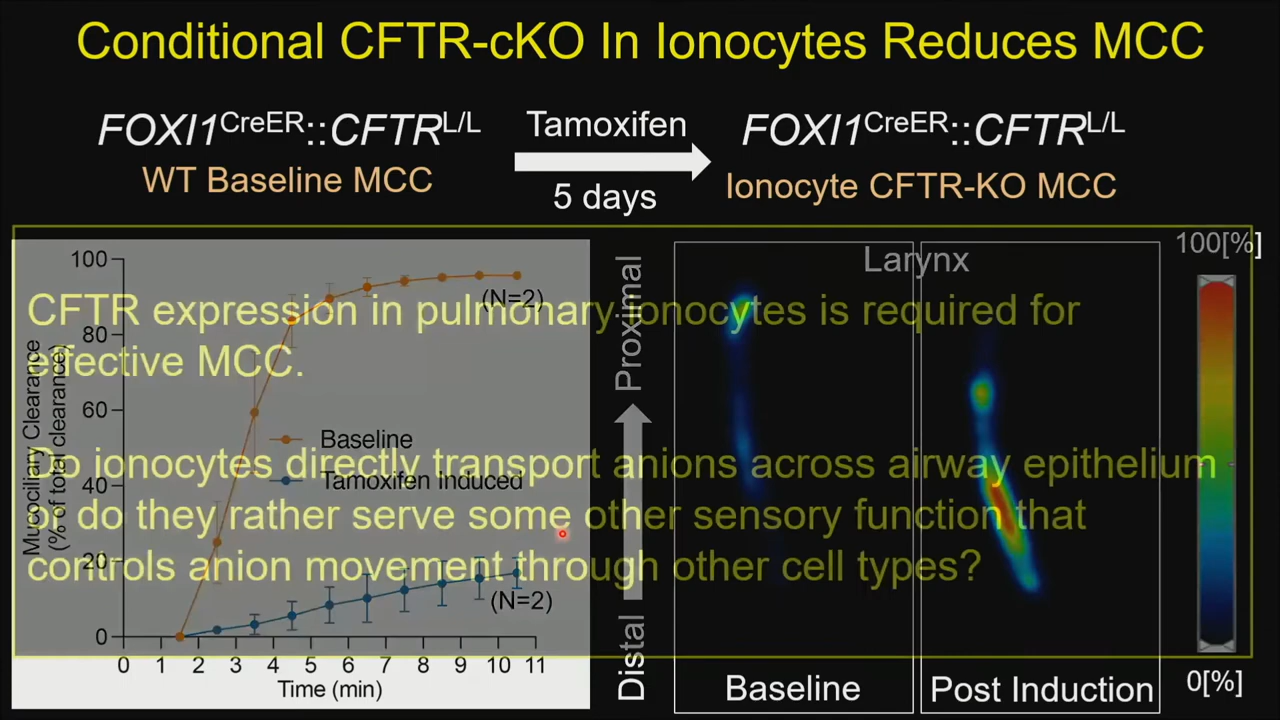 Conditional CFTR-cKO In Ionocytes Reduces MCC
FOXI1CreER::CFTRL/L
WT Baseline MCC
Tamoxifen
5 days
FOXI1CreER::CFTRL/L
Ionocyte CFTR-KO MCC
CFTR expression in pulmonary ionocytes is required for
effective MCC.
Do ionocytes directly transport anions across airway epithelium
or do they rather serve some other sensory function that
controls anion movement through other cell types?
Mucociliary Clearance
(% of total clearance)
100
80
60
40
20
0
0 1 2 3 4 5 6 7 8 9 10 11
Time (min)
(N=2)
Baseline
Tamoxifen induced
(N=2)
Proximal
Distal
Larynx
Baseline
Post Induction
100[%]
0[%]